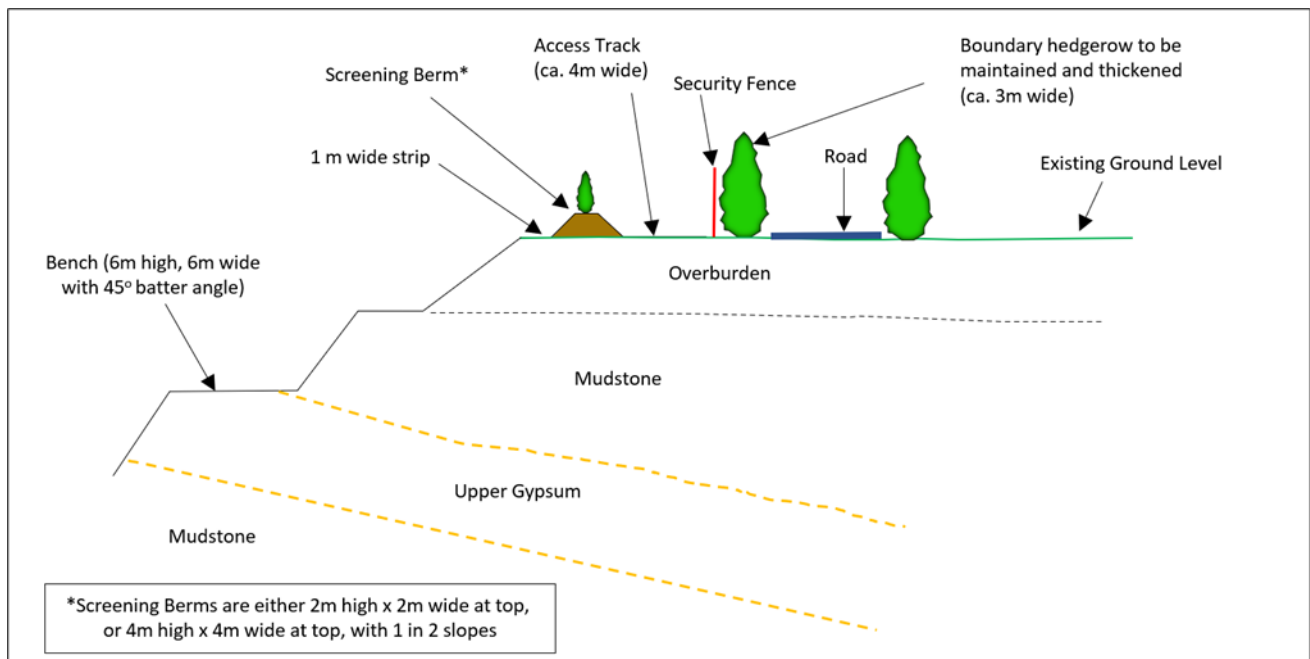 Screening Berm*
Access Track
(ca. 4m wide)
Security Fence
Boundary hedgerow to be
maintained and thickened
(ca. 3m wide)
1 m wide strip
Road
Existing Ground Level
Bench (6m high, 6m wide
with 45° batter angle)
Overburden
Mudstone
Upper Gypsum
Mudstone
*Screening Berms are either 2m high x 2m wide at top,
or 4m high x 4m wide at top, with 1 in 2 slopes